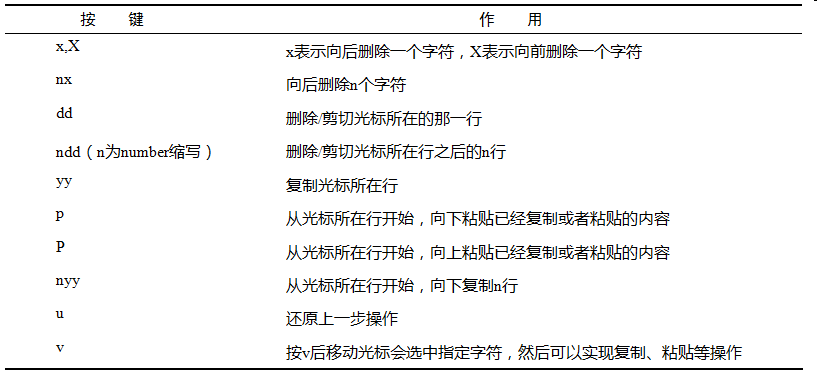 按 键 作 用
x,X x表示向后删除一个字符，X表示向前删除一个字符
nx 向后删除n个字符
dd 删除/剪切光标所在的那一行
ndd（n为number缩写） 删除/剪切光标所在行之后的n行
yy 复制光标所在行
p 从光标所在行开始，向下粘贴已经复制或者粘贴的内容
P 从光标所在行开始，向上粘贴已经复制或者粘贴的内容
nyy 从光标所在行开始，向下复制n行
u 还原上一步操作
v 按v后移动光标会选中指定字符，然后可以实现复制、粘贴等操作